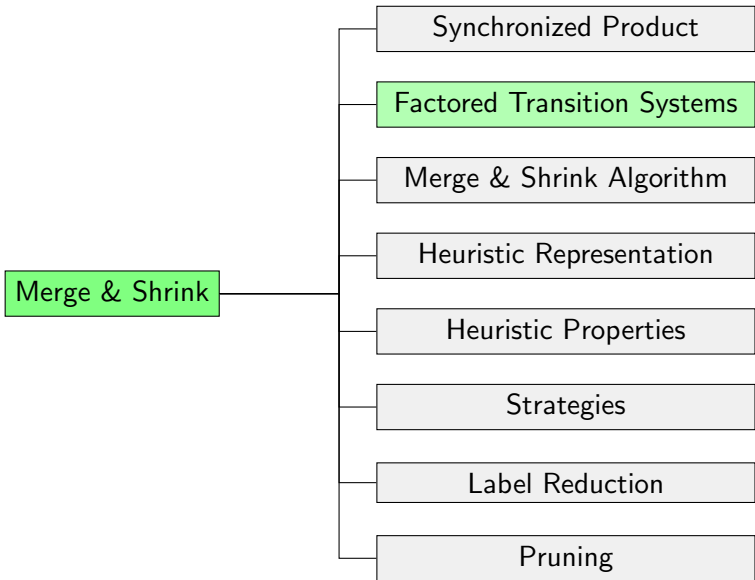 Synchronized Product
Factored Transition Systems
Merge & Shrink Algorithm
Heuristic Representation
Merge & Shrink
Heuristic Properties
Strategies
Label Reduction
Pruning